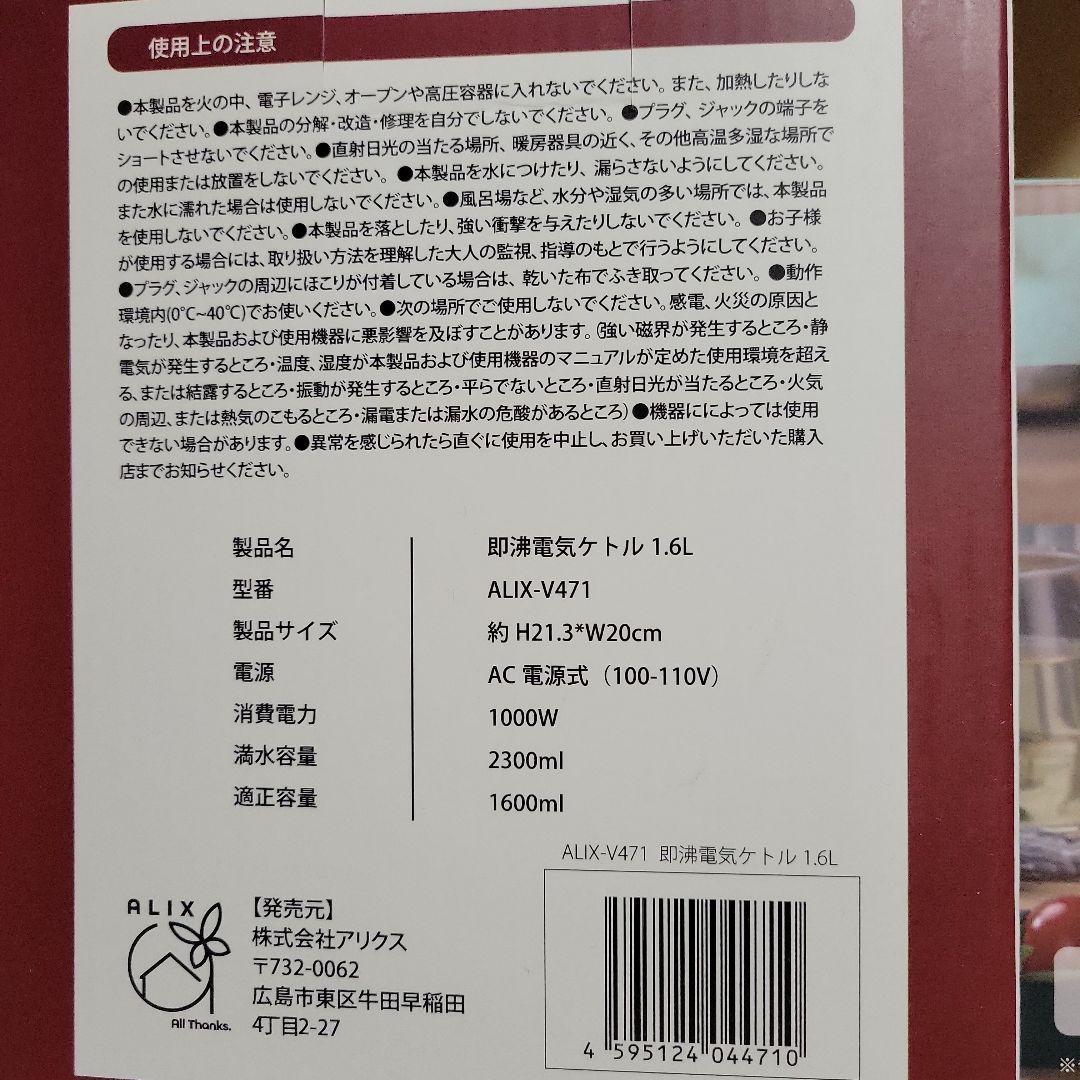 使用上の注意
●本製品を火の中、電子レンジ、オーブンや高圧容器に入れないでください。また、加熱したりしな
いでください。●本製品の分解・改造・修理を自分でしないでください。●プラグ、ジャックの端子を
ショートさせないでください。●直射日光の当たる場所、暖房器具の近く、その他高温多湿な場所で
の使用または放置をしないでください。●本製品を水につけたり、漏らさないようにしてください。
また水に濡れた場合は使用しないでください。●風呂場など、水分や湿気の多い場所では、本製品
を使用しないでください。●本製品を落としたり、強い衝撃を与えたりしないでください。●お子様
が使用する場合には、取り扱い方法を理解した大人の監視、指導のもとで行うようにしてください。
●プラグ、ジャックの周辺にほこりが付着している場合は、乾いた布でふき取ってください。●動作
環境内(0℃~40℃)でお使いください。●次の場所でご使用しないでください。感電、火災の原因と
なったり、本製品および使用機器に悪影響を及ぼすことがあります。(強い磁界が発生するところ・静
電気が発生するところ・温度、湿度が本製品および使用機器のマニュアルが定めた使用環境を超え
る、または結露するところ・振動が発生するところ・平らでないところ・直射日光が当たるところ・火気
の周辺、または熱気のこもるところ・漏電または漏水の危酸があるところ)●機器にによっては使用
できない場合があります。●異常を感じられたら直ぐに使用を中止し、お買い上げいただいた購入
店までお知らせください。
製品名 即沸電気ケトル 1.6L
型番 ALIX-V471
製品サイズ 約 H21.3*W20cm
電源 AC 電源式（100-110V）
消費電力 1000W
満水容量 2300ml
適正容量 1600ml
ALIX-V471 即沸電気ケトル 1.6L
ALIX
All Thanks.
【発売元】
株式会社アリクス
〒732-0062
広島市東区牛田早稲田
4丁目2-27
4 595124 044710
※